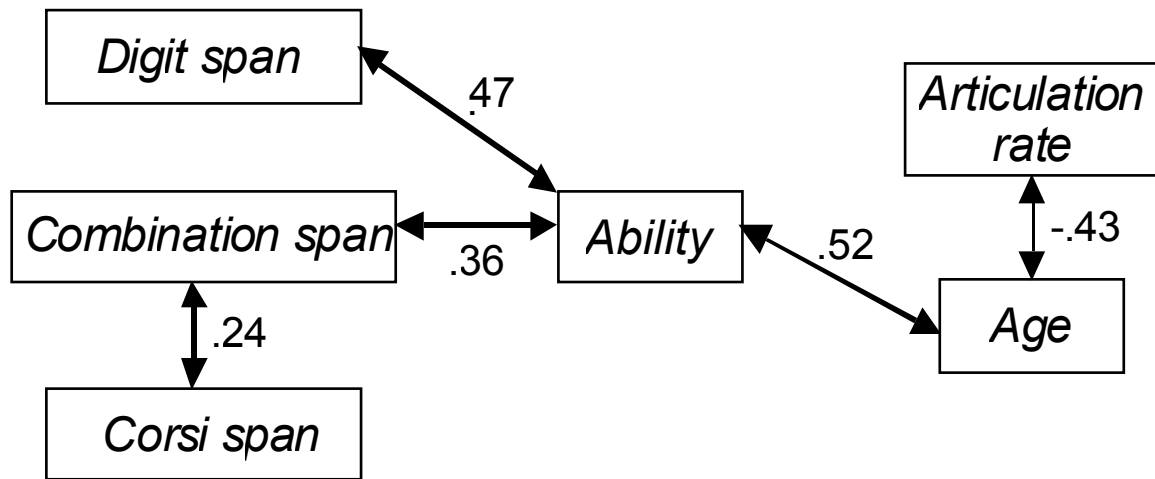 Digit span
.47
Articulation
rate
Combination span
.36
Ability
.52
-.43
.24
Age
Corsi span